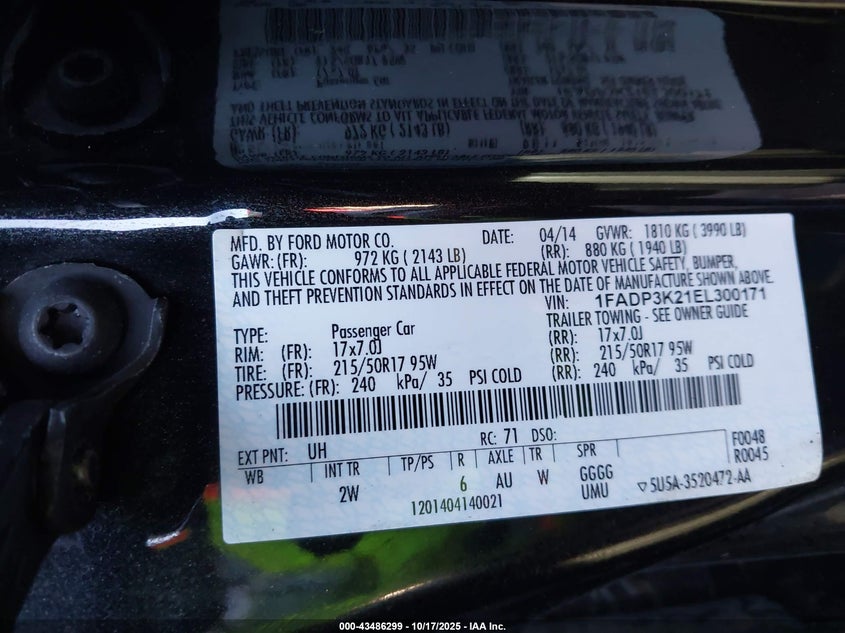 MFD. BY FORD MOTOR CO. DATE: 04/14 GVWR: 1810 KG ( 3990 LB)
GAWR: (FR): 972 KG ( 2143 LB) (RR): 880 KG ( 1940 LB)
THIS VEHICLE CONFORMS TO ALL APPLICABLE FEDERAL MOTOR VEHICLE SAFETY, BUMPER,
AND THEFT PREVENTION STANDARDS IN EFFECT ON THE DATE OF MANUFACTURE SHOWN ABOVE.
VIN: 1FADP3K21EL300171
TYPE: Passenger Car TRAILER TOWING - SEE OWNER GUIDE
RIM: (FR): 17x7.0J (RR): 17x7.0J
TIRE: (FR): 215/50R17 95W (RR): 215/50R17 95W
PRESSURE: (FR): 240 kPa/ 35 PSI COLD (RR): 240 kPa/ 35 PSI COLD
EXT PNT: UH RC: 71 DSO: F0048
WB INT TR TP/PS R AXLE TR SPR R0045
2W 6 AU W GGGG
UMU ▽5U5A-3520472-AA
1201404140021
000-43486299 - 10/17/2025 - IAA Inc.